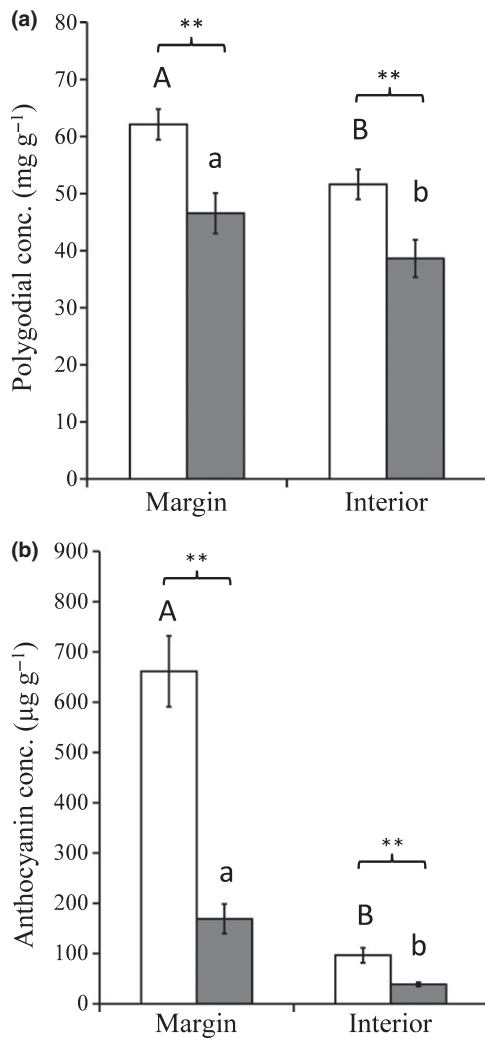 (a)
Polygodial conc. (mg g⁻¹)
80
70
60
50
40
30
20
10
0
**
A
a
**
B
b
Margin Interior
(b)
Anthocyanin conc. (µg g⁻¹)
900
800
700
600
500
400
300
200
100
0
**
A
a
**
B
b
Margin Interior